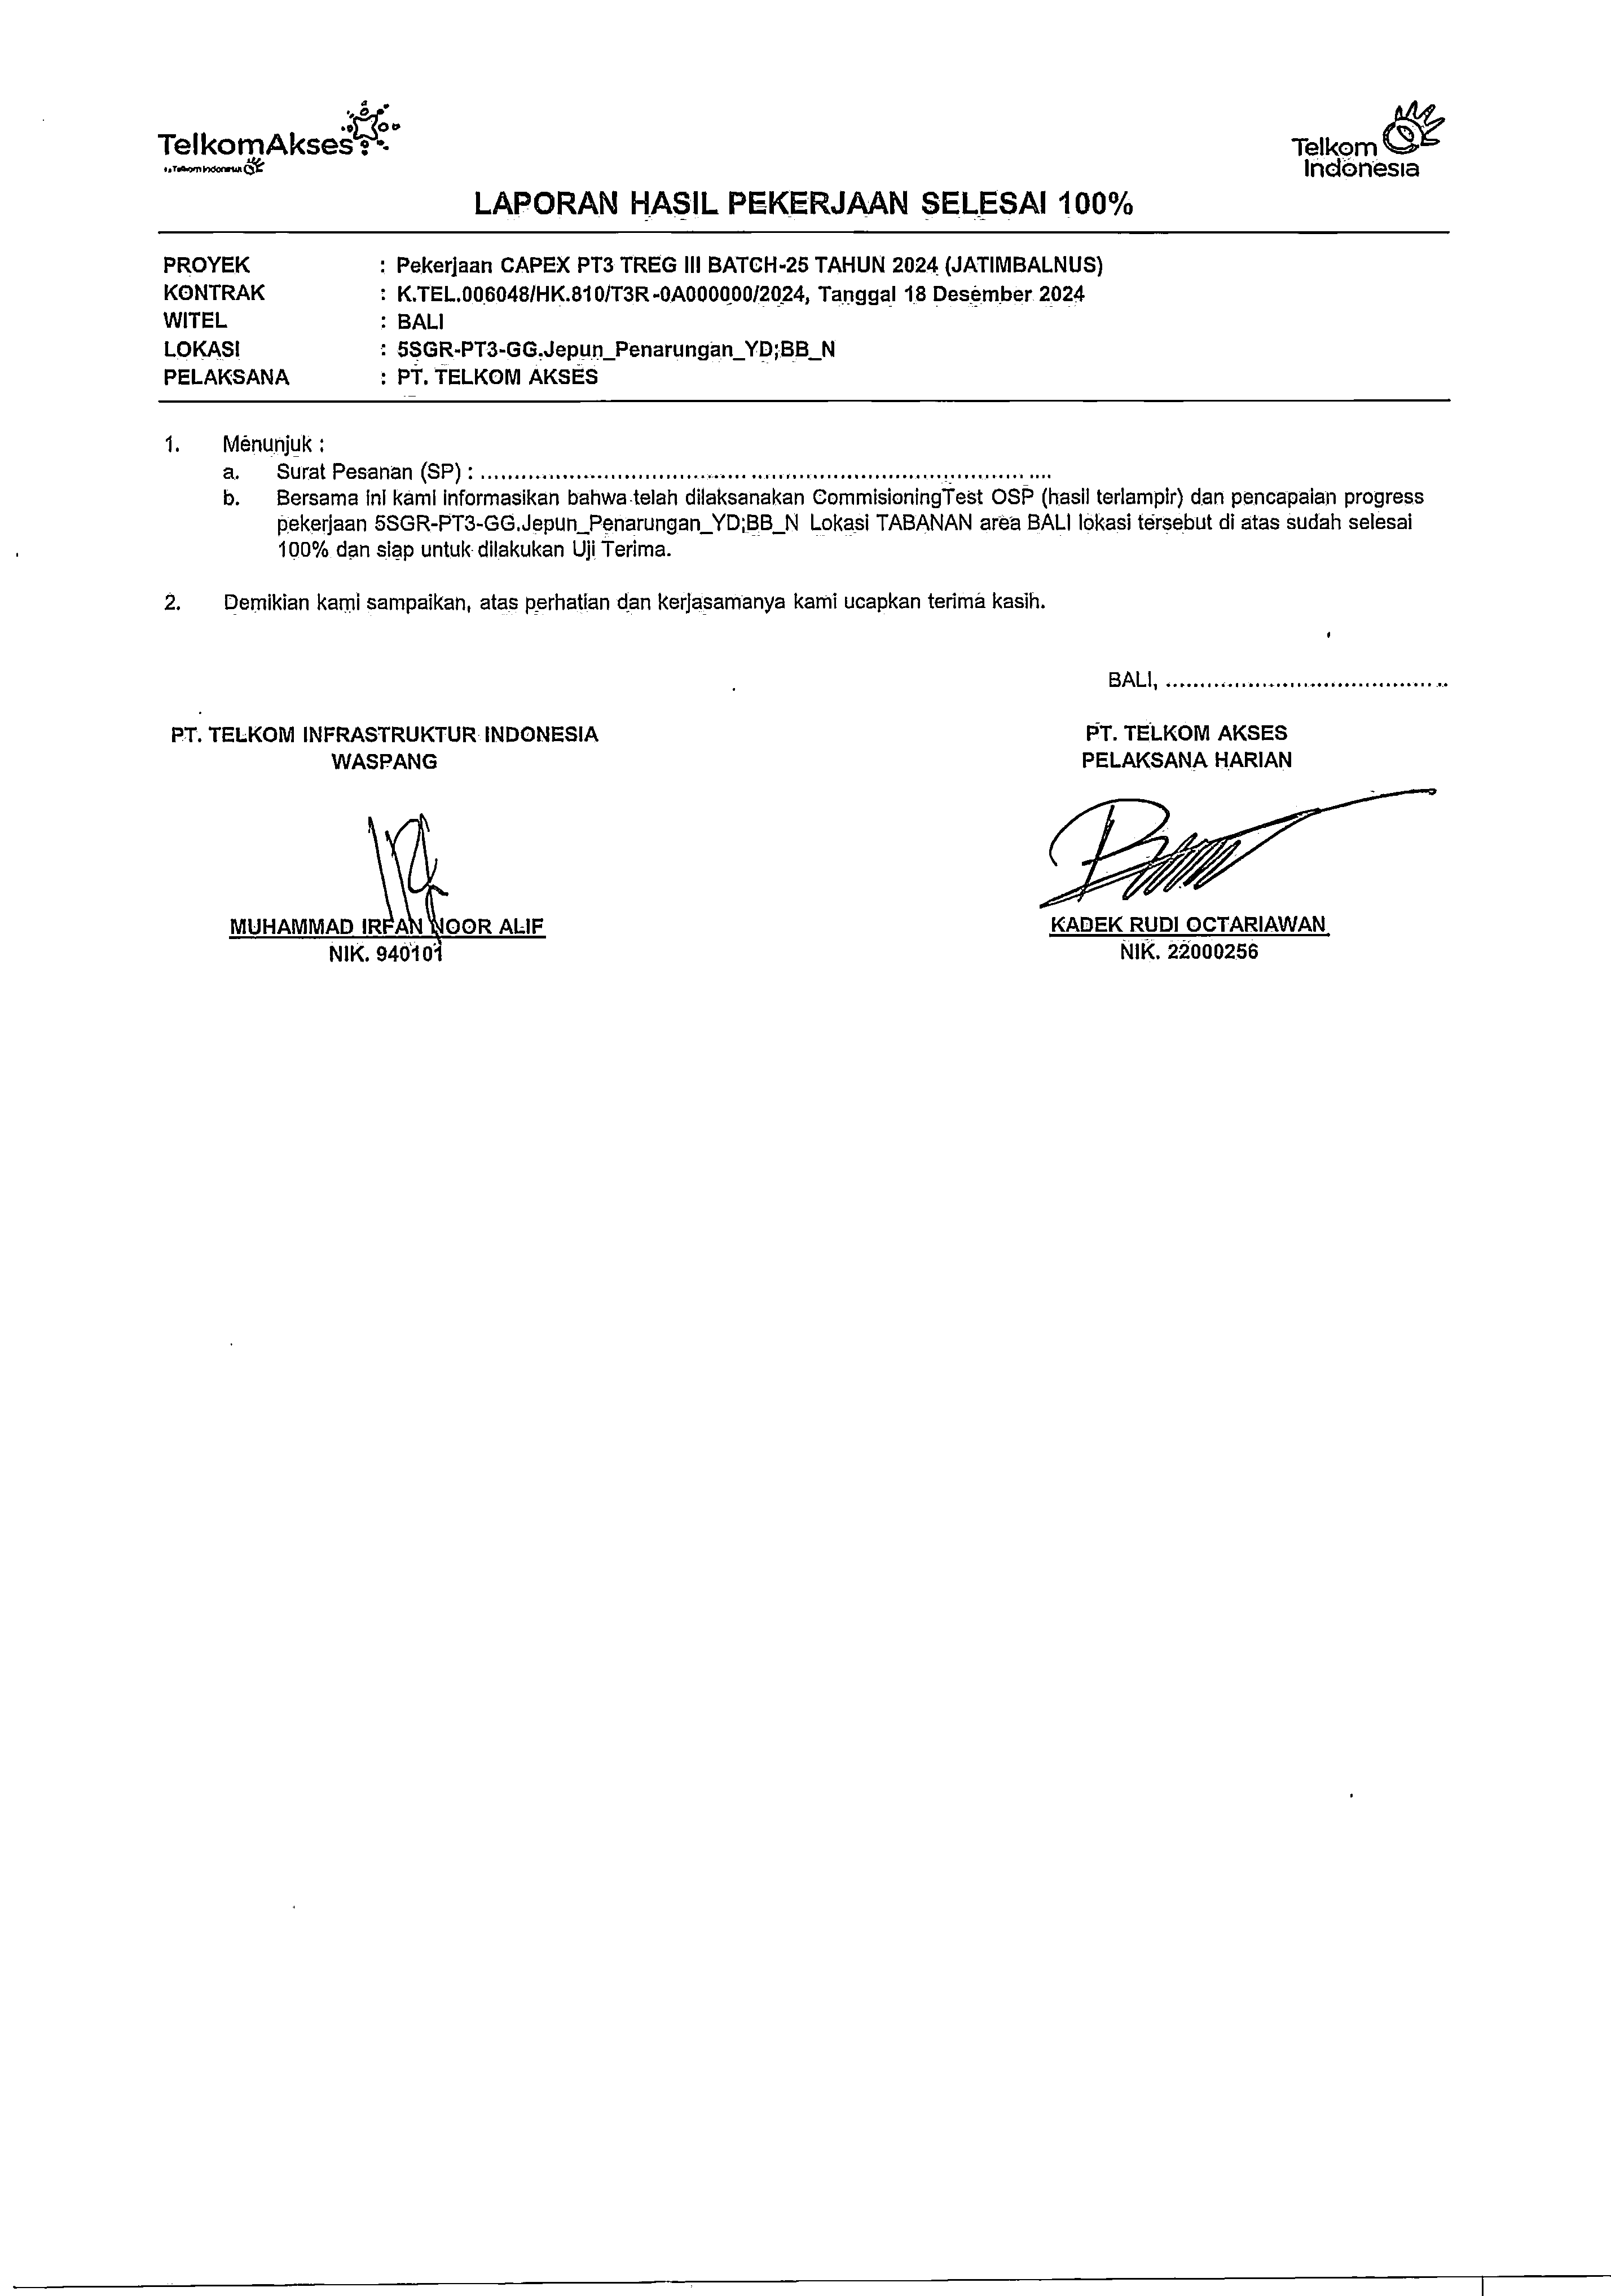 TelkomAkses
by Telkom Indonesia
Telkom
Indonesia
LAPORAN HASIL PEKERJAAN SELESAI 100%
PROYEK : Pekerjaan CAPEX PT3 TREG III BATCH-25 TAHUN 2024 (JATIMBALNUS)
KONTRAK : K.TEL.006048/HK.810/T3R-0A000000/2024, Tanggal 18 Desember 2024
WITEL : BALI
LOKASI : 5SGR-PT3-GG.Jepun_Penarungan_YD;BB_N
PELAKSANA : PT. TELKOM AKSES
1. Menunjuk :
a. Surat Pesanan (SP) : ................................................................................................
b. Bersama ini kami informasikan bahwa telah dilaksanakan CommisioningTest OSP (hasil terlampir) dan pencapaian progress
pekerjaan 5SGR-PT3-GG.Jepun_Penarungan_YD;BB_N Lokasi TABANAN area BALI lokasi tersebut di atas sudah selesai
100% dan siap untuk dilakukan Uji Terima.
2. Demikian kami sampaikan, atas perhatian dan kerjasamanya kami ucapkan terima kasih.
BALI, ................................................
PT. TELKOM INFRASTRUKTUR INDONESIA
WASPANG
PT. TELKOM AKSES
PELAKSANA HARIAN
MUHAMMAD IRFAN NOOR ALIF
NIK. 940101
KADEK RUDI OCTARIAWAN
NIK. 22000256